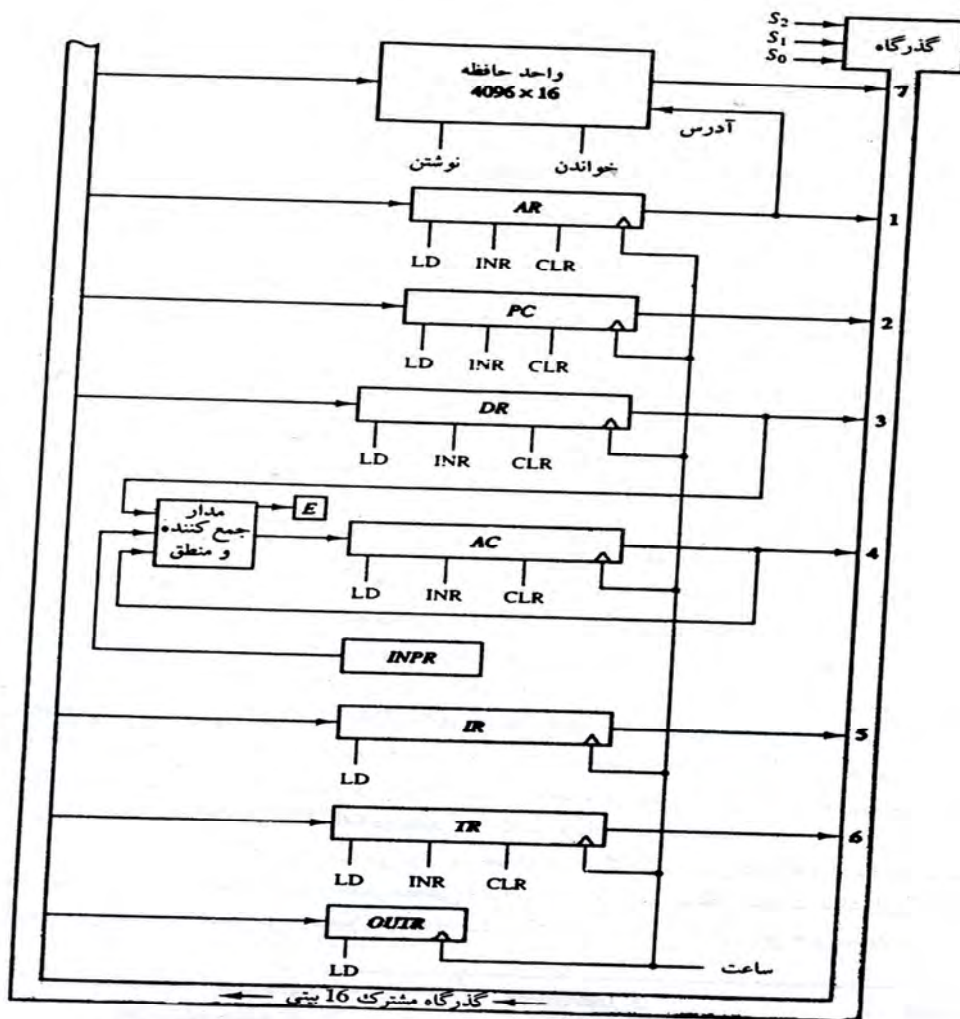 S2
S1
S0
گذرگاه
واحد حافظه
4096 × 16
7
آدرس
نوشتن
خواندن
AR
1
LD INR CLR
PC
2
LD INR CLR
DR
3
LD INR CLR
مدار
جمع کننده
و منطق
E
AC
4
LD INR CLR
INPR
IR
5
LD
TR
6
LD INR CLR
OUTR
LD
ساعت
گذرگاه مشترک 16 بیتی